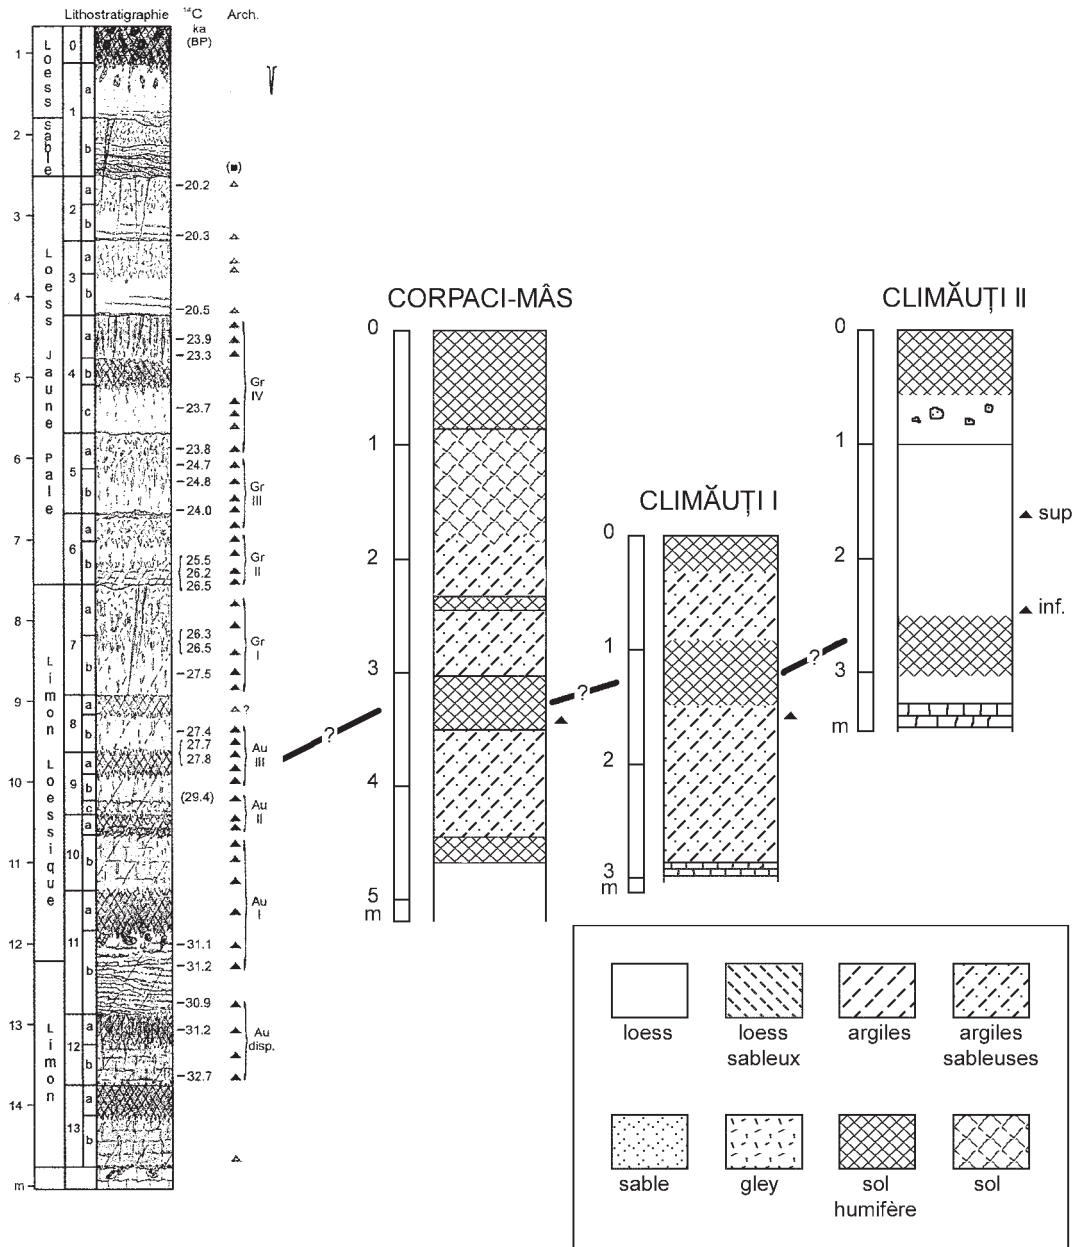 Lithostratigraphie
14C
ka
(BP)
Arch.
Loess
Sable
Loess Jaune Pale
Limon Loessique
Limon
1
2
3
4
5
6
7
8
9
10
11
12
13
14
m
0
1
a
b
2
a
b
3
a
b
4
a
b
c
5
a
b
6
a
b
7
a
b
8
a
b
9
a
b
c
10
a
b
11
a
b
12
a
b
13
a
b
20.2
20.3
20.5
23.9
23.3
23.7
23.8
24.7
24.8
24.0
25.5
26.2
26.5
26.3
26.5
27.5
27.4
27.7
27.8
(29.4)
31.1
31.2
30.9
31.2
32.7
Gr
IV
Gr
III
Gr
II
Gr
I
?
Au
III
Au
II
Au
I
Au
disp.
?
CORPACI-MÂS
0
1
2
3
4
5
m
?
CLIMĂUȚI I
0
1
2
3
m
?
CLIMĂUȚI II
0
1
2
3
m
sup
inf.
loess
loess
sableux
argiles
argiles
sableuses
sable
gley
sol
humifère
sol